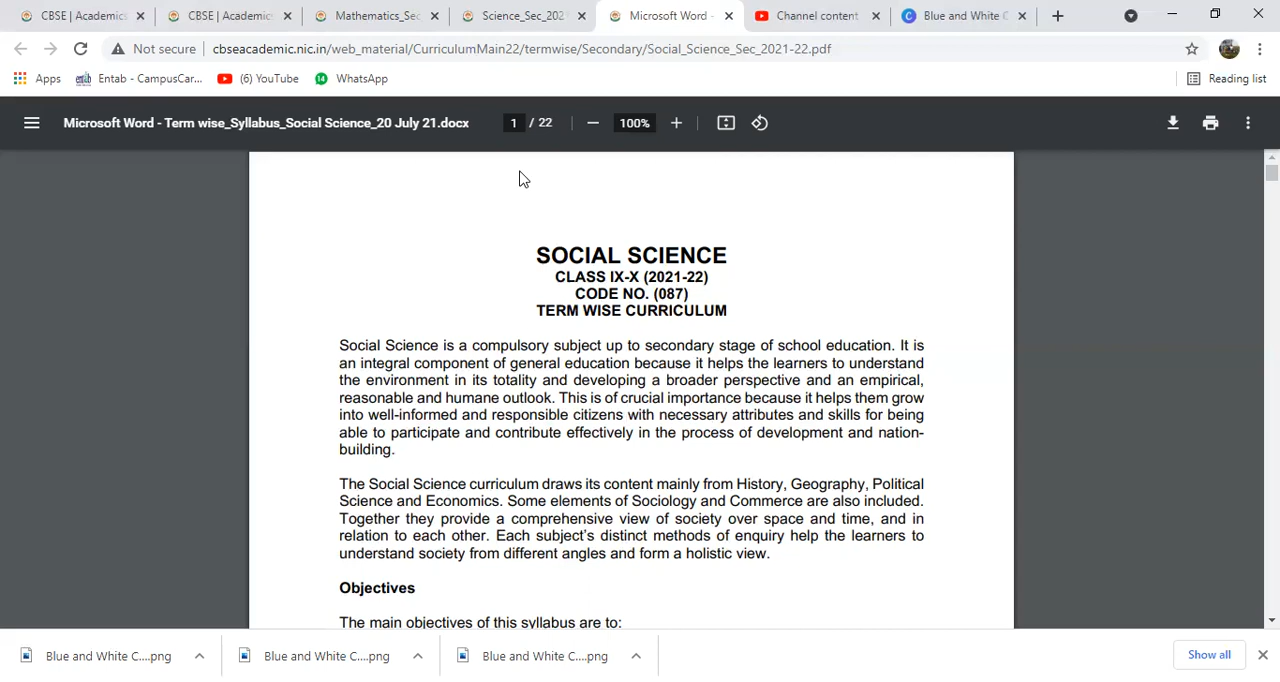 CBSE | Academics
CBSE | Academics
Mathematics_Sec
Science_Sec_202
Microsoft Word -
Channel content
Blue and White C
Not secure
cbseacademic.nic.in/web_material/CurriculumMain22/termwise/Secondary/Social_Science_Sec_2021-22.pdf
Apps
Entab - CampusCar...
(6) YouTube
14
WhatsApp
Reading list
Microsoft Word - Term wise_Syllabus_Social Science_20 July 21.docx
1 / 22
100%
SOCIAL SCIENCE
CLASS IX-X (2021-22)
CODE NO. (087)
TERM WISE CURRICULUM
Social Science is a compulsory subject up to secondary stage of school education. It is
an integral component of general education because it helps the learners to understand
the environment in its totality and developing a broader perspective and an empirical,
reasonable and humane outlook. This is of crucial importance because it helps them grow
into well-informed and responsible citizens with necessary attributes and skills for being
able to participate and contribute effectively in the process of development and nation-
building.
The Social Science curriculum draws its content mainly from History, Geography, Political
Science and Economics. Some elements of Sociology and Commerce are also included.
Together they provide a comprehensive view of society over space and time, and in
relation to each other. Each subject's distinct methods of enquiry help the learners to
understand society from different angles and form a holistic view.
Objectives
The main objectives of this syllabus are to:
Blue and White C....png
Blue and White C....png
Blue and White C....png
Show all